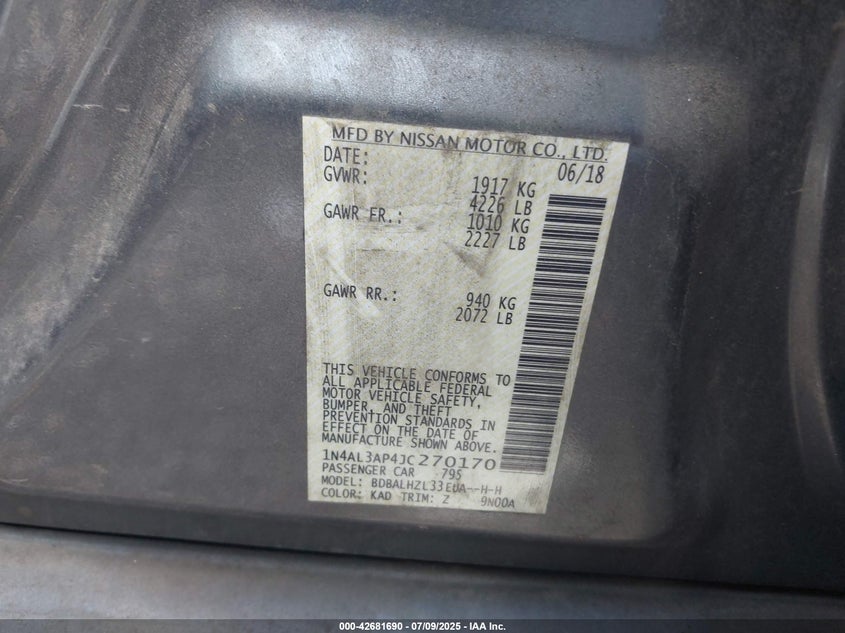 MFD BY NISSAN MOTOR CO., LTD.
DATE: 06/18
GVWR: 1917 KG
4226 LB
GAWR FR.: 1010 KG
2227 LB
GAWR RR.: 940 KG
2072 LB
THIS VEHICLE CONFORMS TO
ALL APPLICABLE FEDERAL
MOTOR VEHICLE SAFETY,
BUMPER, AND THEFT
PREVENTION STANDARDS IN
EFFECT ON THE DATE OF
MANUFACTURE SHOWN ABOVE.
1N4AL3AP4JC270170
PASSENGER CAR 795
MODEL: BDBALHZL33EUA--H-H
COLOR: KAD TRIM: Z 9N00A
000-42681690 - 07/09/2025 - IAA Inc.